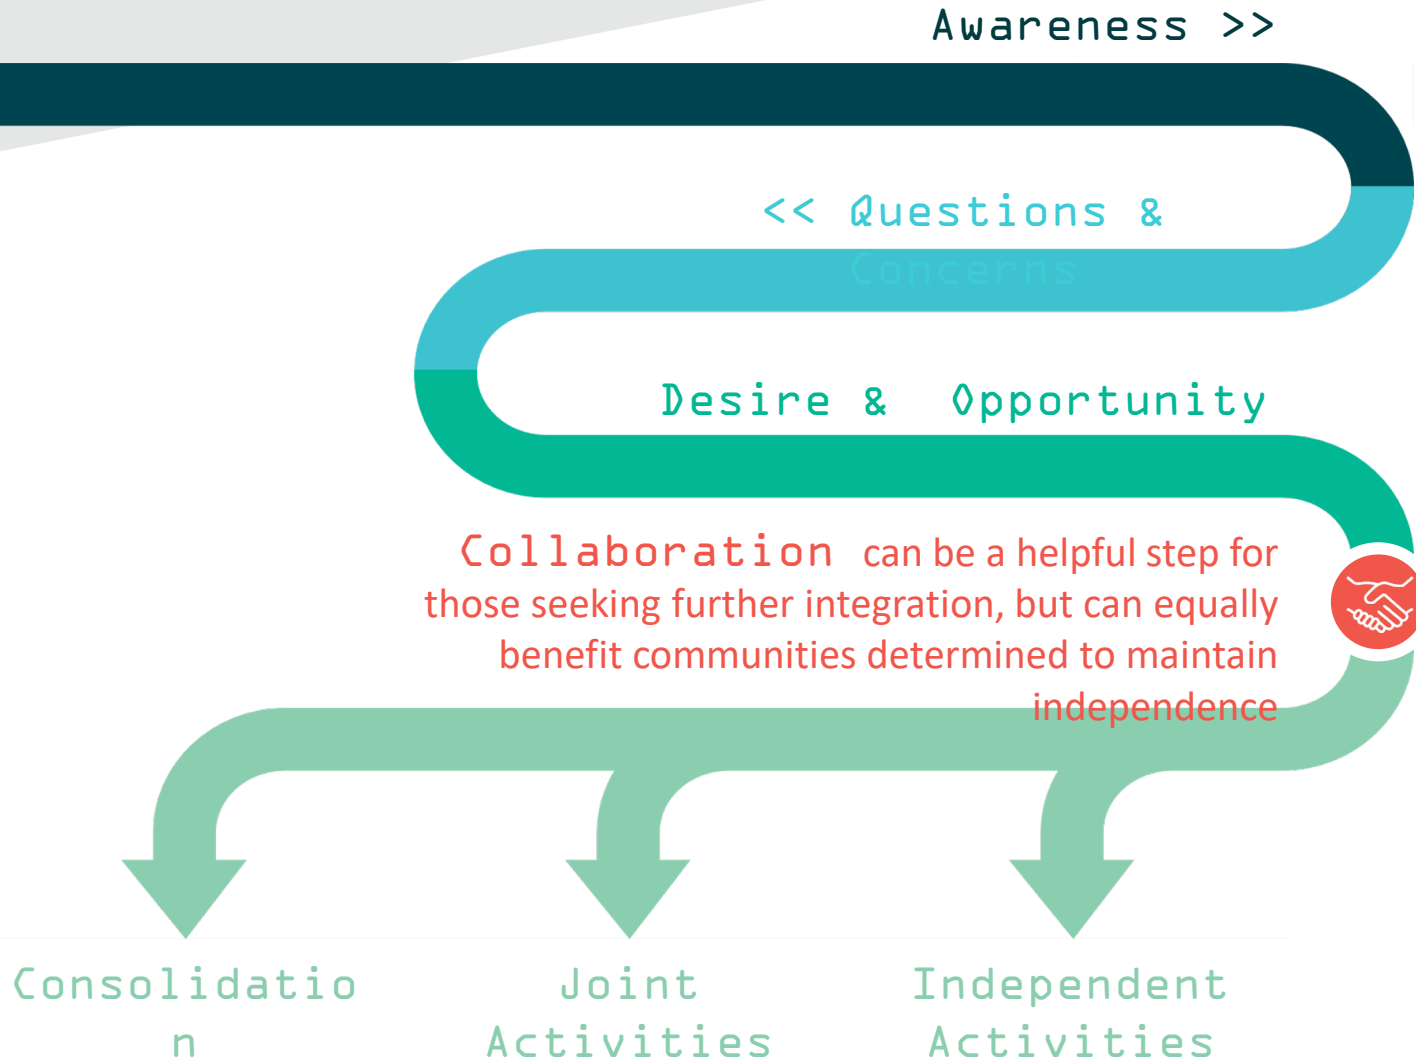 Awareness >>
<< Questions &
Concerns
Desire & Opportunity
Collaboration can be a helpful step for
those seeking further integration, but can equally
benefit communities determined to maintain
independence
Consolidatio
n
Joint
Activities
Independent
Activities